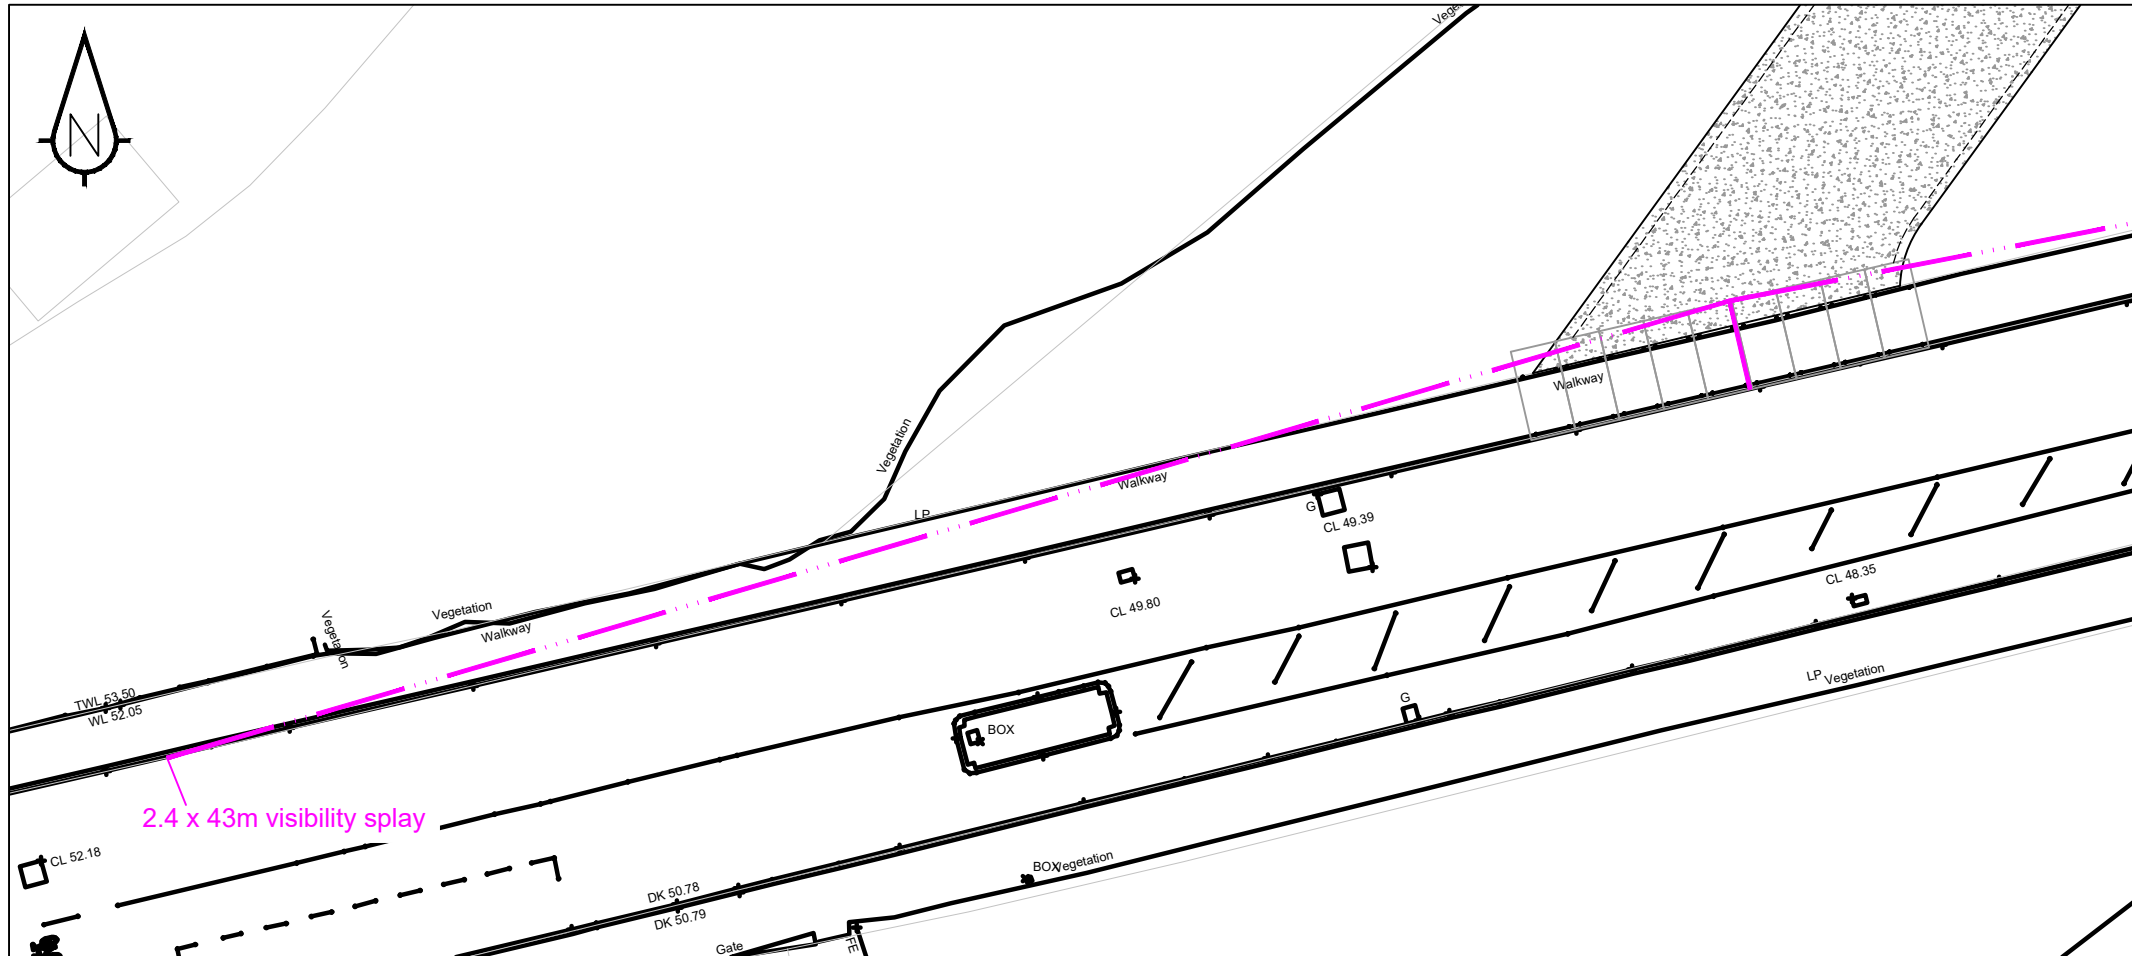 Vege
N
Walkway
Vegetation
Walkway
LP
G
CL 49.39
CL 48.35
CL 49.80
Vegetation
Vegetation
Walkway
TWL 53.50
WL 52.05
LP
Vegetation
G
BOX
2.4 x 43m visibility splay
CL 52.18
BOX
Vegetation
DK 50.78
DK 50.79
Gate
FE